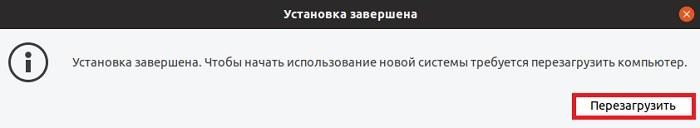 Установка завершена
Установка завершена. Чтобы начать использование новой системы требуется перезагрузить компьютер.
Перезагрузить